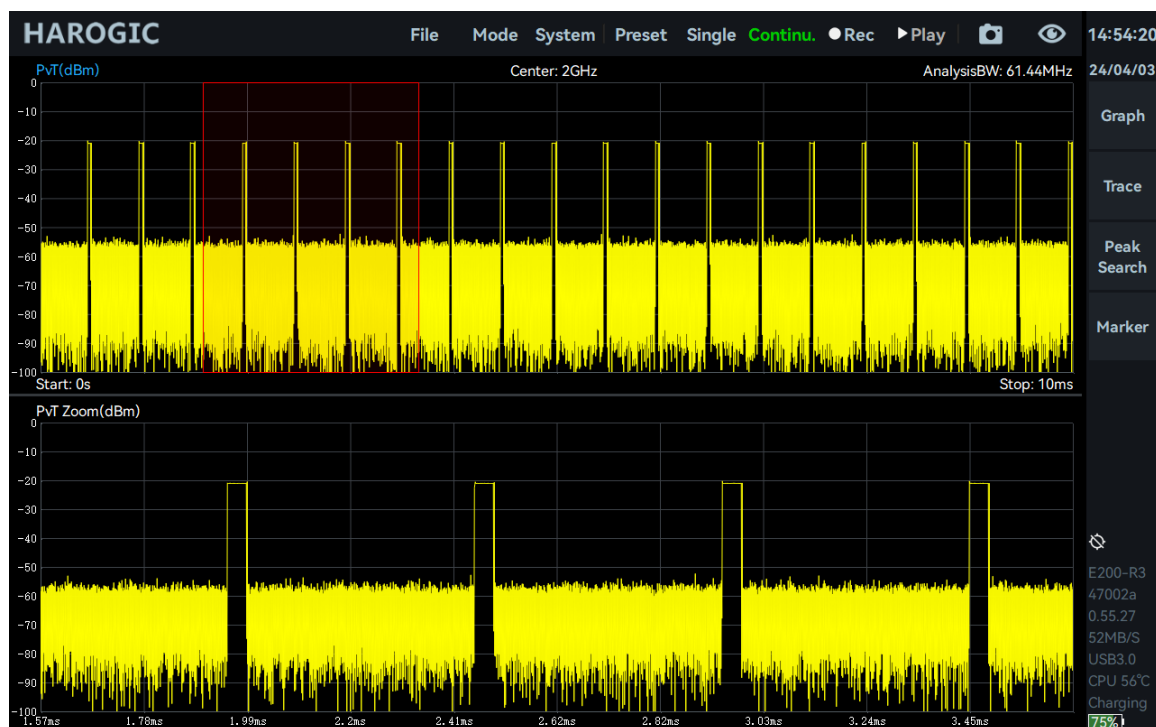 HAROGIC
File Mode System Preset Single Continu. Rec Play
14:54:20
PvT(dBm) Center: 2GHz AnalysisBW: 61.44MHz
24/04/03
0
-10
-20
-30
-40
-50
-60
-70
-80
-90
-100
Start: 0s Stop: 10ms
Graph
Trace
Peak
Search
Marker
PvT Zoom(dBm)
0
-10
-20
-30
-40
-50
-60
-70
-80
-90
-100
1.57ms 1.78ms 1.99ms 2.2ms 2.41ms 2.62ms 2.82ms 3.03ms 3.24ms 3.45ms
E200-R3
47002a
0.55.27
52MB/S
USB3.0
CPU 56°C
Charging
75%